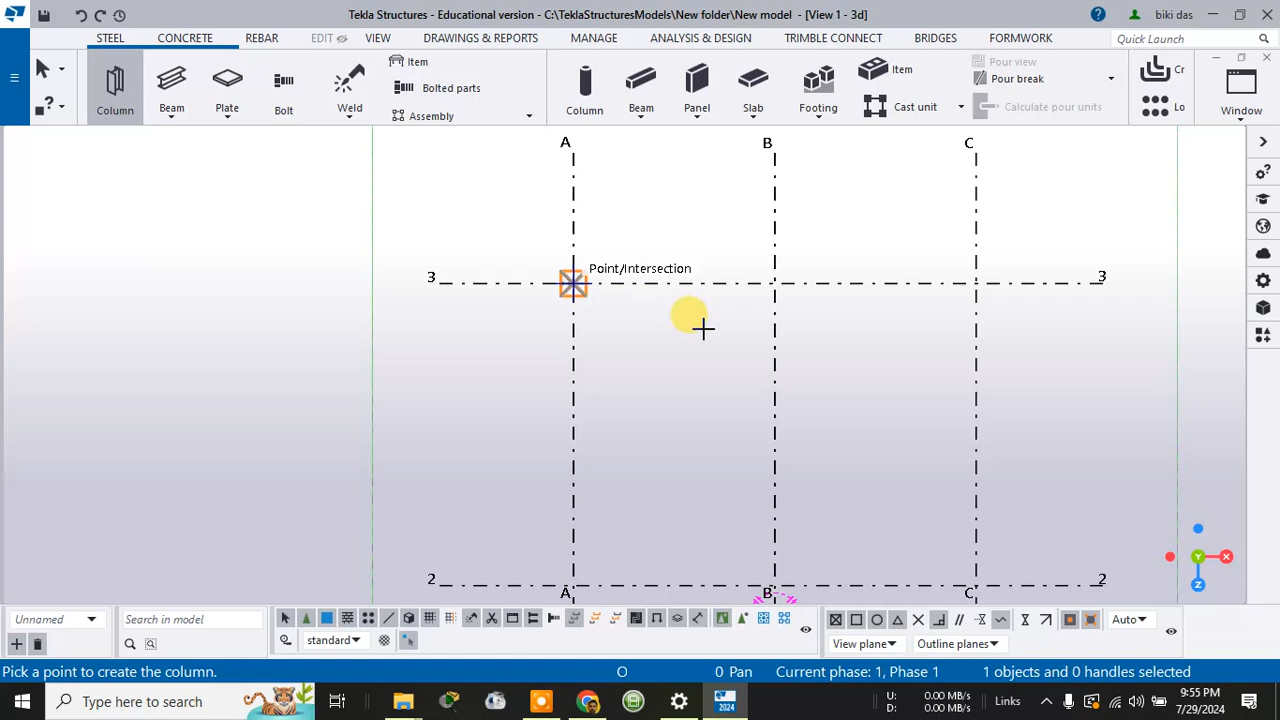 Tekla Structures - Educational version - C:\TeklaStructuresModels\New folder\New model - [View 1 - 3d]
biki das
STEEL CONCRETE REBAR EDIT VIEW DRAWINGS & REPORTS MANAGE ANALYSIS & DESIGN TRIMBLE CONNECT BRIDGES FORMWORK Quick Launch
Column Beam Plate Bolt Weld
Item
Bolted parts
Assembly
Column Beam Panel Slab Footing
Item
Cast unit
Pour view
Pour break
Calculate pour units
Cr
Lo
Window
A B C
Point/Intersection
3 3
2 2
A B C
X
Y
Z
Unnamed
Search in model
standard
Auto
View plane
Outline planes
Pick a point to create the column. O 0 Pan Current phase: 1, Phase 1 1 objects and 0 handles selected
Type here to search
2024
U: 0.00 MB/s
D: 0.00 MB/s
Links
9:55 PM
7/29/2024